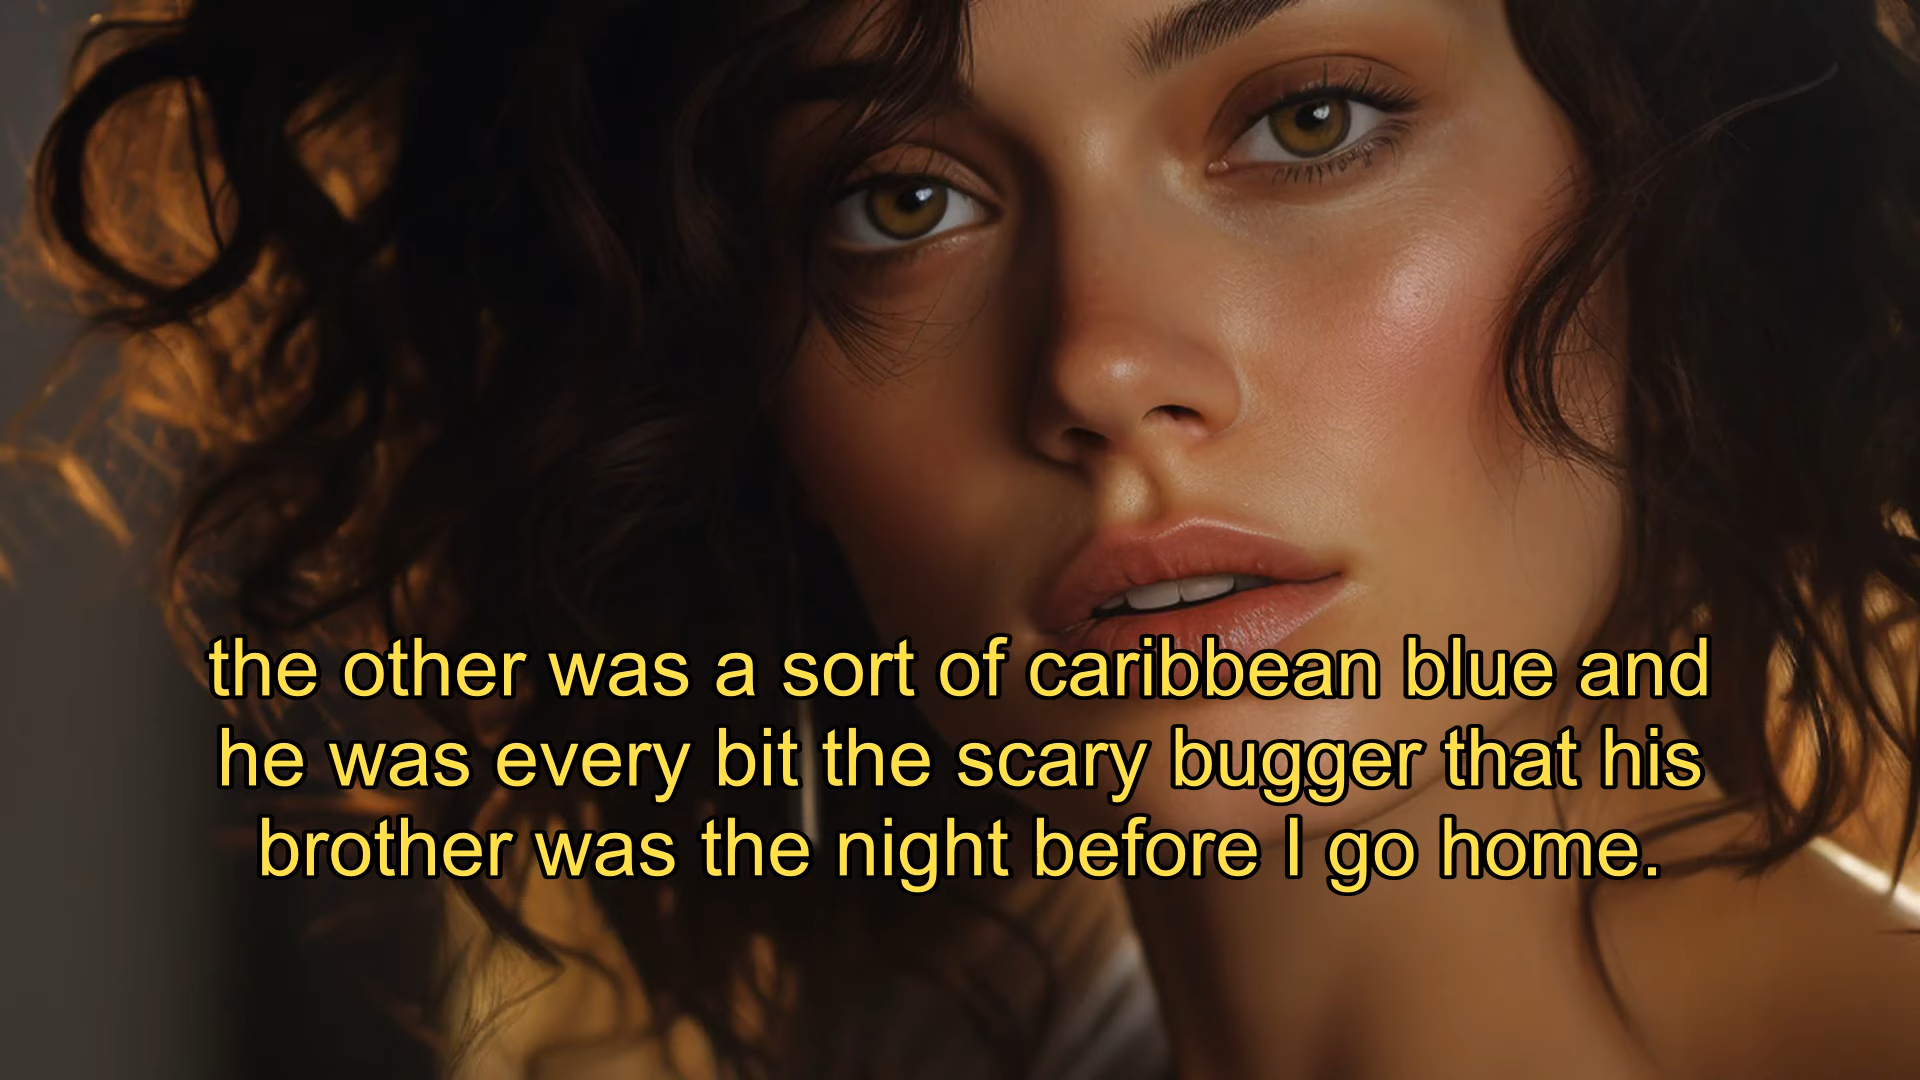 the other was a sort of caribbean blue and
he was every bit the scary bugger that his
brother was the night before I go home.